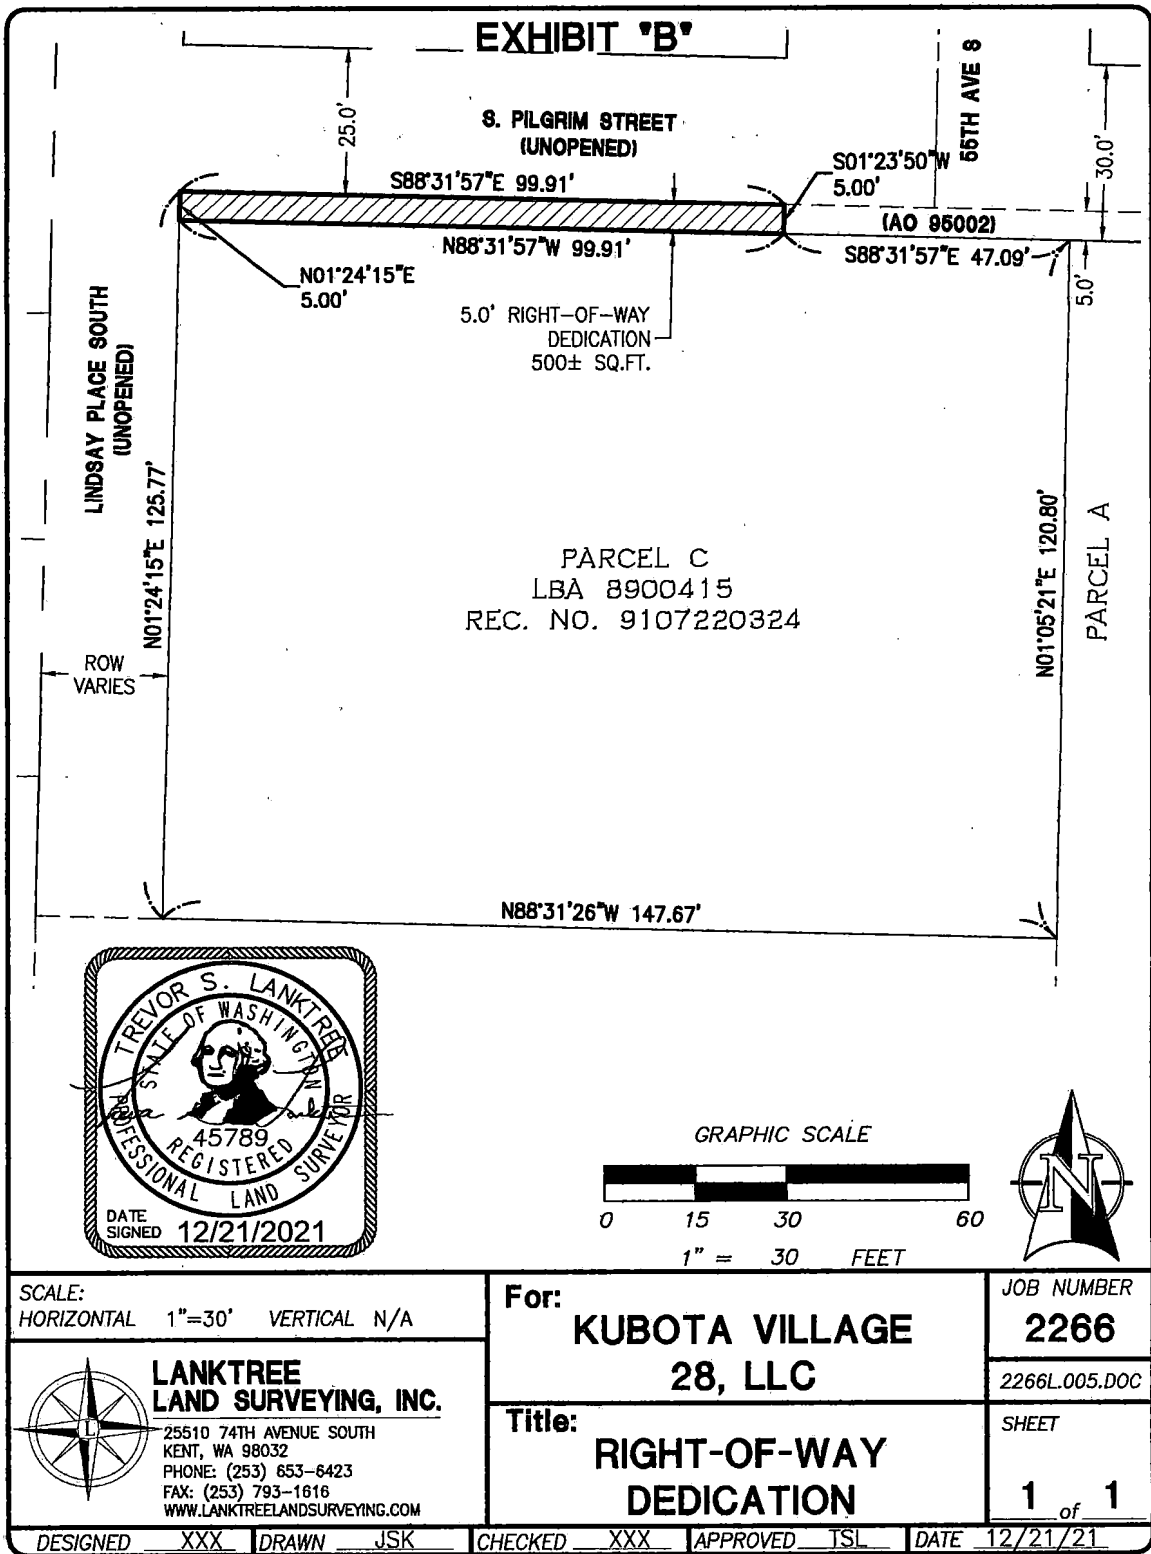 EXHIBIT "B"
25.0'
S. PILGRIM STREET
(UNOPENED)
55TH AVE S
30.0'
S01°23'50"W
5.00'
S88°31'57"E 99.91'
(AO 95002)
N88°31'57"W 99.91'
S88°31'57"E 47.09'
N01°24'15"E
5.00'
5.0'
5.0' RIGHT-OF-WAY
DEDICATION
500± SQ.FT.
LINDSAY PLACE SOUTH
(UNOPENED)
N01°24'15"E 125.77'
PARCEL C
LBA 8900415
REC. NO. 9107220324
N01°05'21"E 120.80'
PARCEL A
ROW
VARIES
N88°31'26"W 147.67'
TREVOR S. LANKTREE
STATE OF WASHINGTON
45789
REGISTERED
PROFESSIONAL LAND SURVEYOR
DATE
SIGNED 12/21/2021
GRAPHIC SCALE
0 15 30 60
1" = 30 FEET
N
SCALE:
HORIZONTAL 1"=30' VERTICAL N/A
L
LANKTREE
LAND SURVEYING, INC.
25510 74TH AVENUE SOUTH
KENT, WA 98032
PHONE: (253) 653-6423
FAX: (253) 793-1616
WWW.LANKTREELANDSURVEYING.COM
For:
KUBOTA VILLAGE
28, LLC
JOB NUMBER
2266
2266L.005.DOC
Title:
RIGHT-OF-WAY
DEDICATION
SHEET
1 of 1
DESIGNED XXX DRAWN JSK CHECKED XXX APPROVED TSL DATE 12/21/21